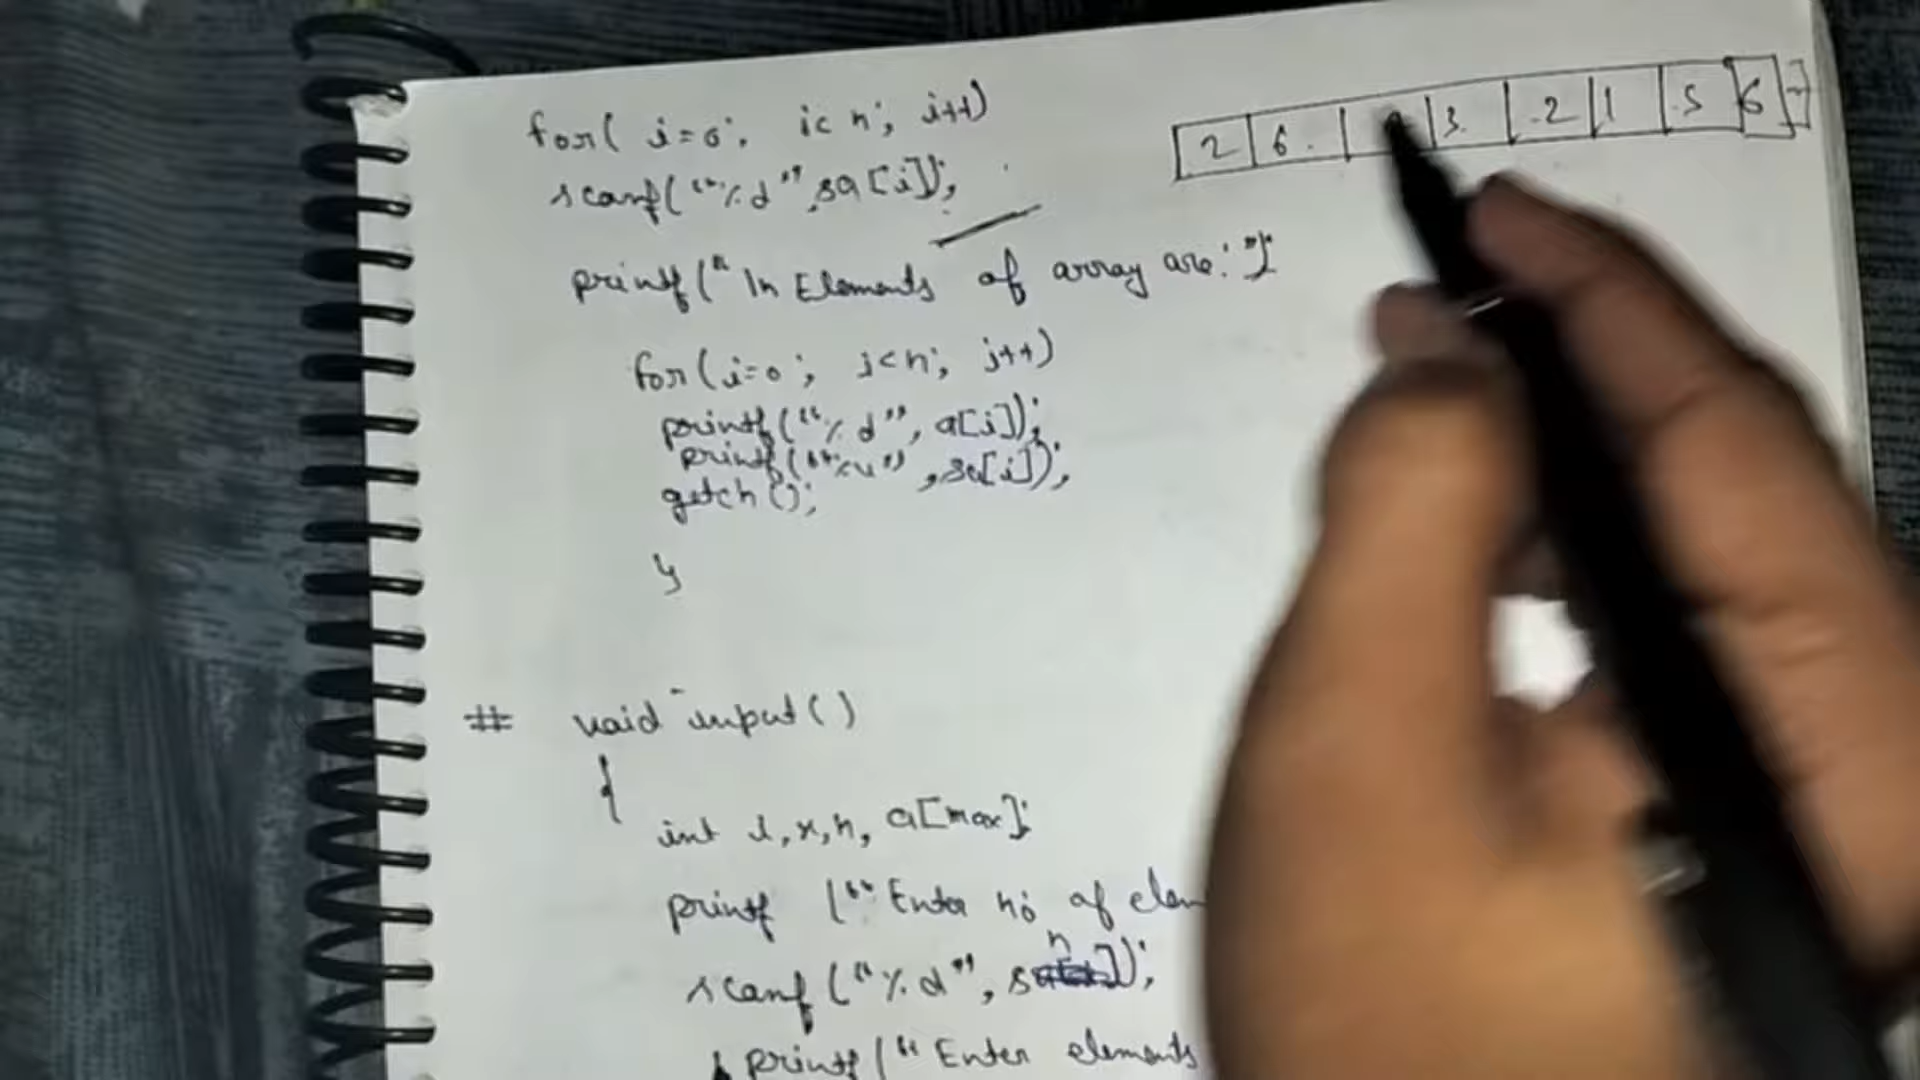 for( i=0; i< n; i++)
scanf("%d", &a[i]);
printf("\n Elements of array are:");
for(i=0; i<n; i++)
printf("%d", a[i]);
printf("%u", &a[i]);
getch();
}
# void input()
{
int i, x, n, a[max];
printf ("Enter no of elem
scanf ("%d", &n);
printf ("Enter elements
2 6. 3. 2 1 5 6